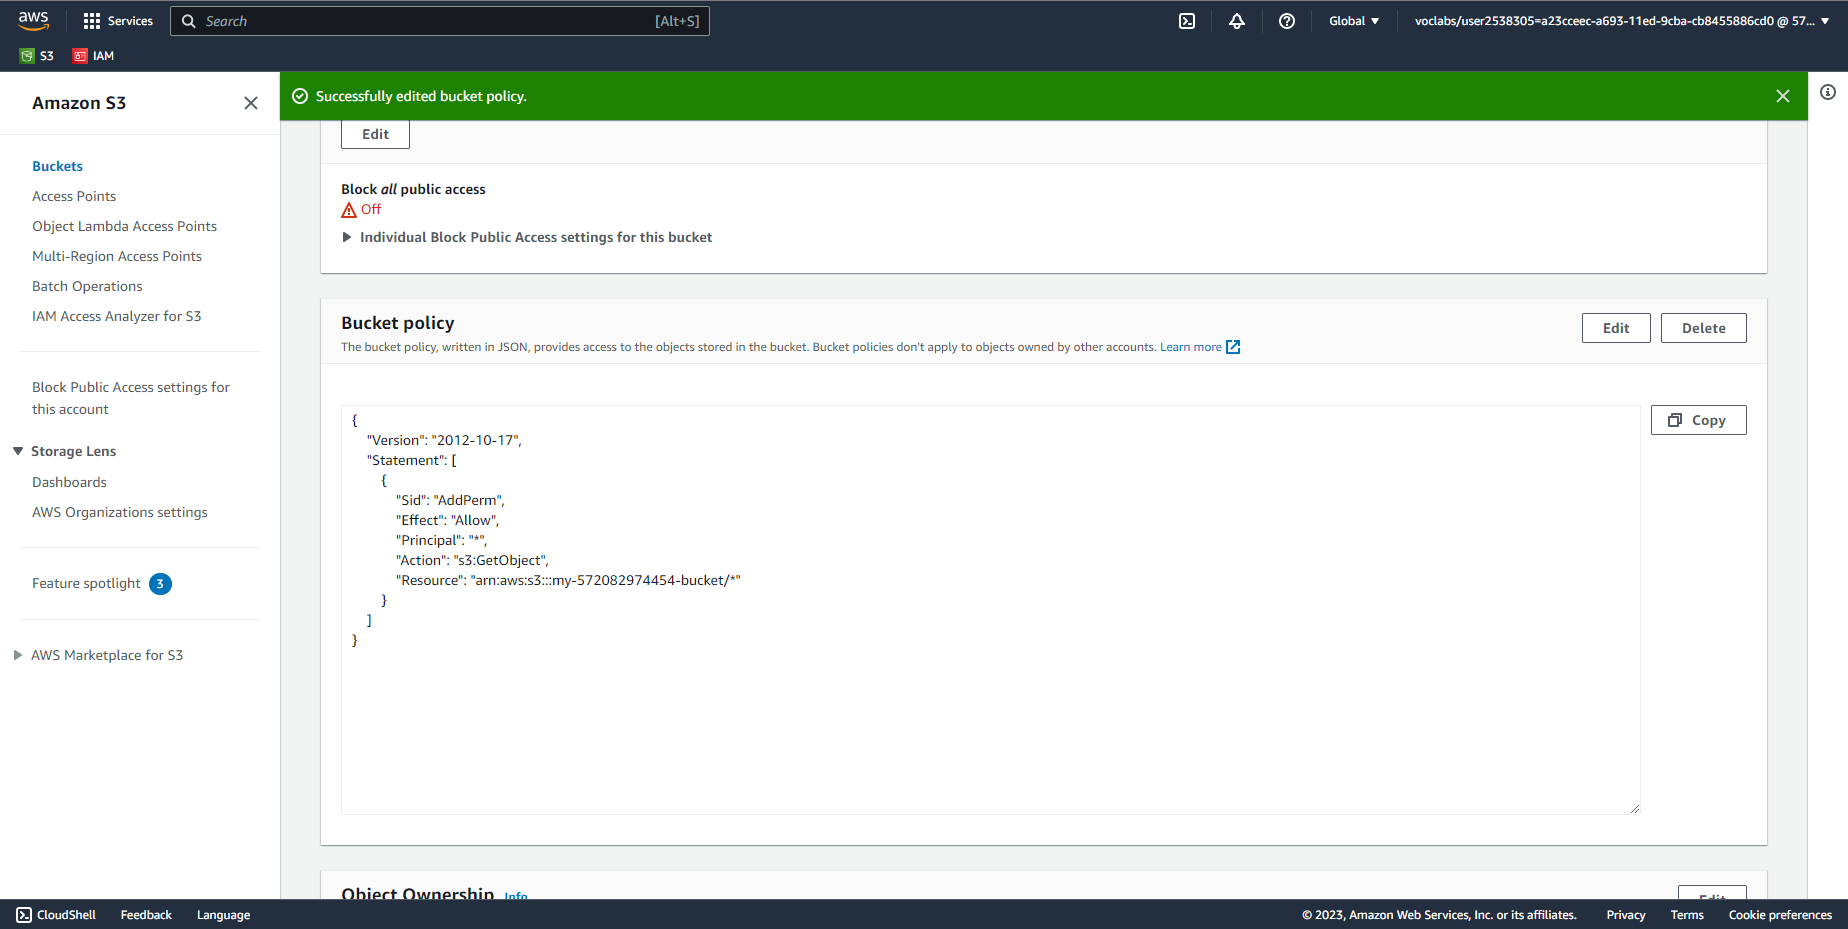 aws
Services
Search
[Alt+S]
Global
voclabs/user2538305=a23cceec-a693-11ed-9cba-cb8455886cd0 @ 57...
S3
IAM
Amazon S3
Buckets
Access Points
Object Lambda Access Points
Multi-Region Access Points
Batch Operations
IAM Access Analyzer for S3
Block Public Access settings for
this account
Storage Lens
Dashboards
AWS Organizations settings
Feature spotlight 3
AWS Marketplace for S3
Successfully edited bucket policy.
Edit
Block all public access
Off
Individual Block Public Access settings for this bucket
Bucket policy
The bucket policy, written in JSON, provides access to the objects stored in the bucket. Bucket policies don't apply to objects owned by other accounts. Learn more
Edit
Delete
{
"Version": "2012-10-17",
"Statement": [
{
"Sid": "AddPerm",
"Effect": "Allow",
"Principal": "*",
"Action": "s3:GetObject",
"Resource": "arn:aws:s3:::my-572082974454-bucket/*"
}
]
}
Copy
Object Ownership Info
Edit
CloudShell
Feedback
Language
© 2023, Amazon Web Services, Inc. or its affiliates.
Privacy
Terms
Cookie preferences